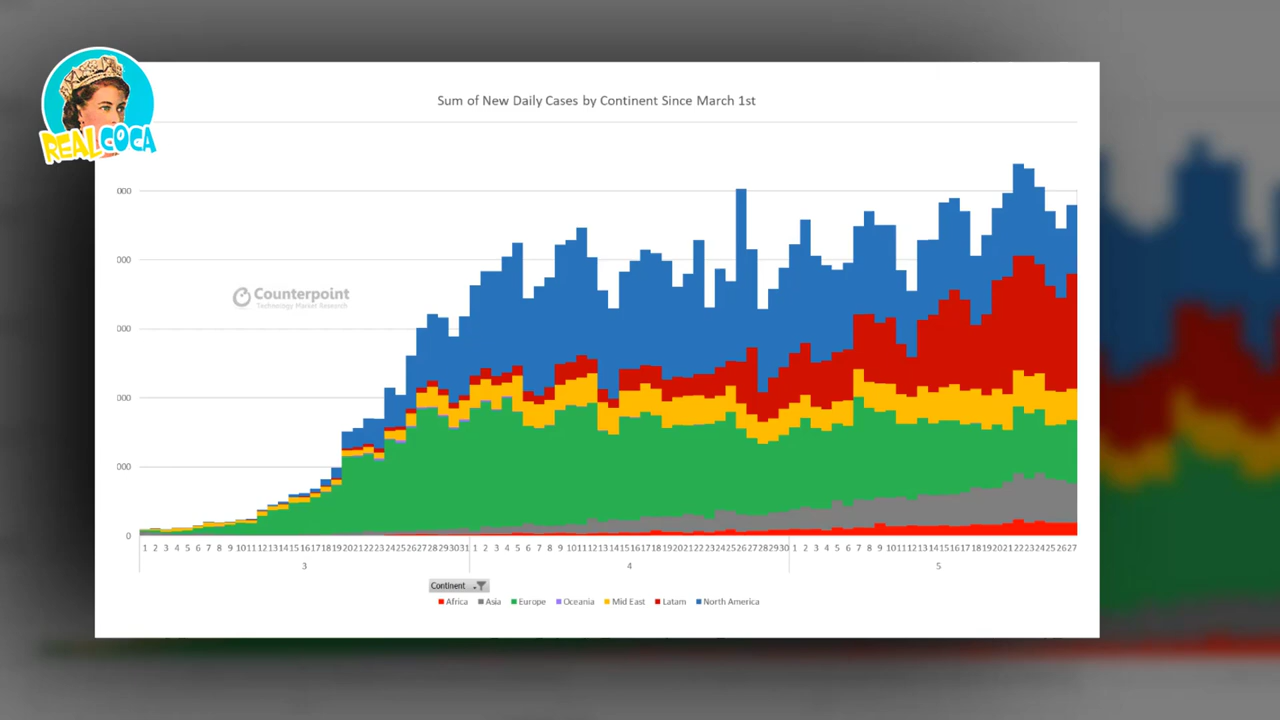 REALCOCA
Sum of New Daily Cases by Continent Since March 1st
000
000
000
000
000
0
Counterpoint
Technology Market Research
1 2 3 4 5 6 7 8 9 10 11 12 13 14 15 16 17 18 19 20 21 22 23 24 25 26 27 28 29 30 31 1 2 3 4 5 6 7 8 9 10 11 12 13 14 15 16 17 18 19 20 21 22 23 24 25 26 27 28 29 30 1 2 3 4 5 6 7 8 9 10 11 12 13 14 15 16 17 18 19 20 21 22 23 24 25 26 27
3 4 5
Continent
Africa Asia Europe Oceania Mid East Latam North America